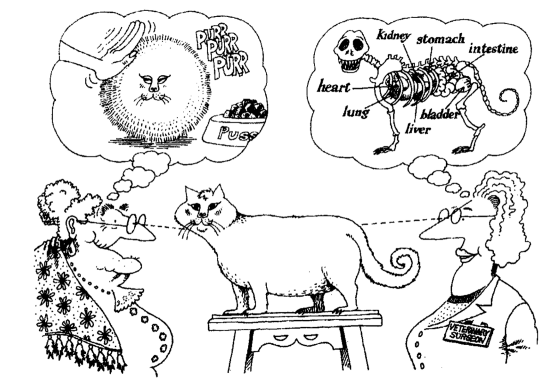 PURR
PURR
PURR
PUSS
kidney
stomach
intestine
heart
lung
bladder
liver
VETERINARY
SURGEON